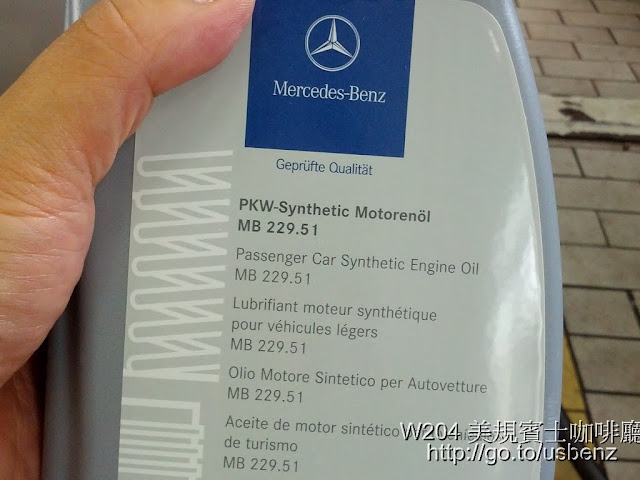 Mercedes-Benz
Geprüfte Qualität
PKW-Synthetic Motorenöl
MB 229.51
Passenger Car Synthetic Engine Oil
MB 229.51
Lubrifiant moteur synthétique
pour véhicules légers
MB 229.51
Olio Motore Sintetico per Autovetture
MB 229.51
Aceite de motor sintético
de turismo
MB 229.51
W204 美規賓士咖啡廳
http://go.to/usbenz